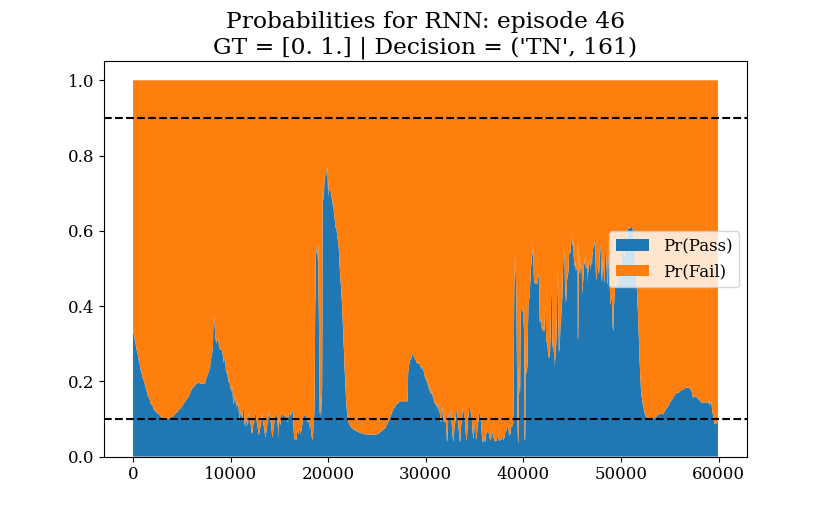 Probabilities for RNN: episode 46
GT = [0. 1.] | Decision = ('TN', 161)
1.0
0.8
0.6
0.4
0.2
0.0
Pr(Pass)
Pr(Fail)
0 10000 20000 30000 40000 50000 60000